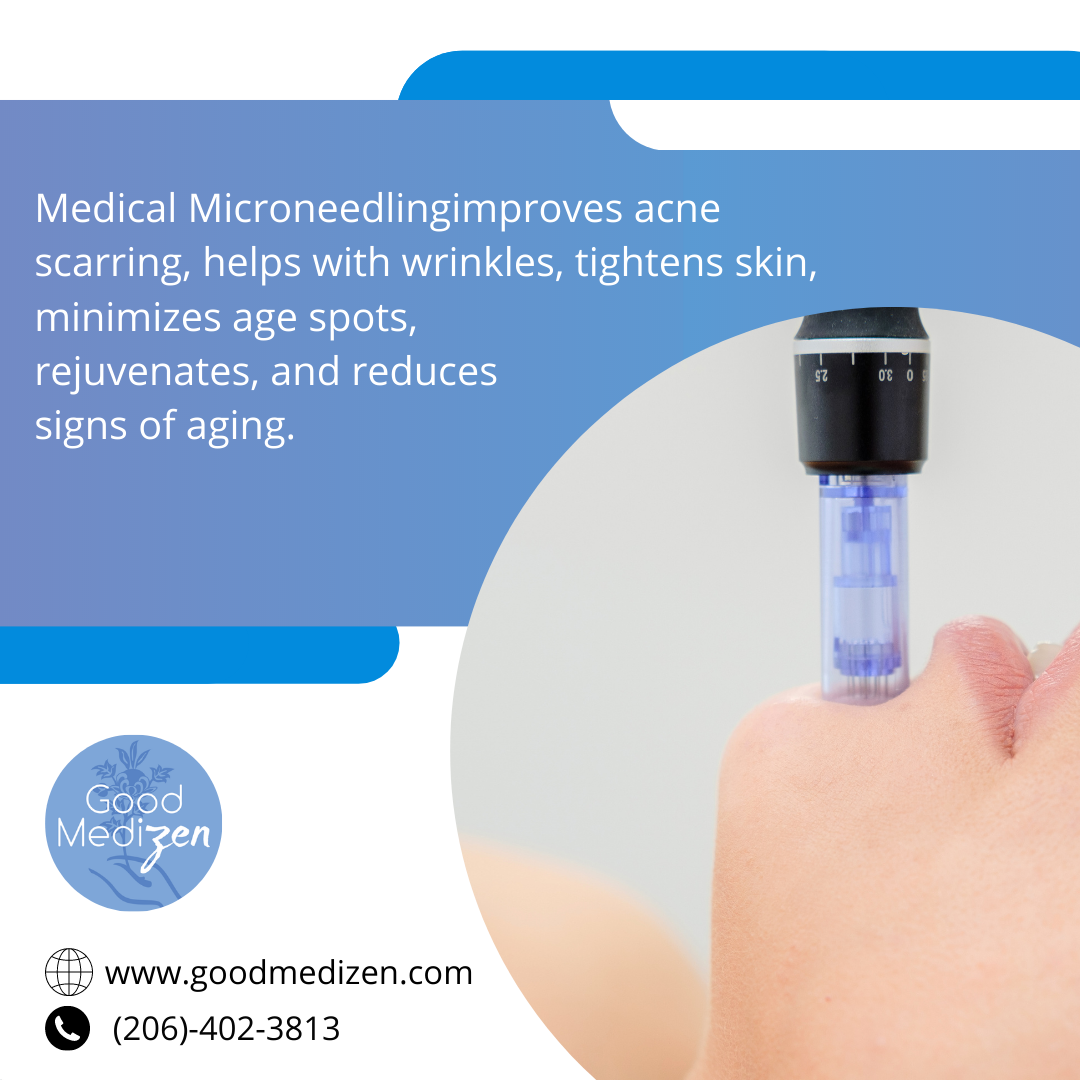 Medical Microneedlingimproves acne
scarring, helps with wrinkles, tightens skin,
minimizes age spots,
rejuvenates, and reduces
signs of aging.
2.5
3.0
0
Good
Medizen
www.goodmedizen.com
(206)-402-3813